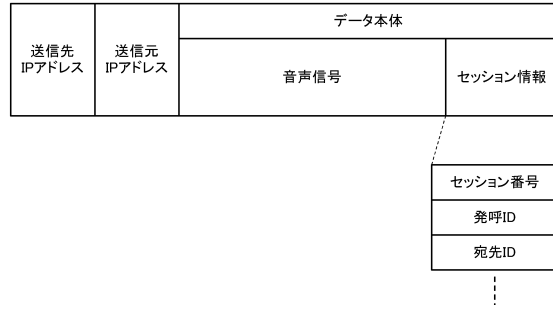 送信先
IPアドレス
送信元
IPアドレス
データ本体
音声信号
セッション情報
セッション番号
発呼ID
宛先ID